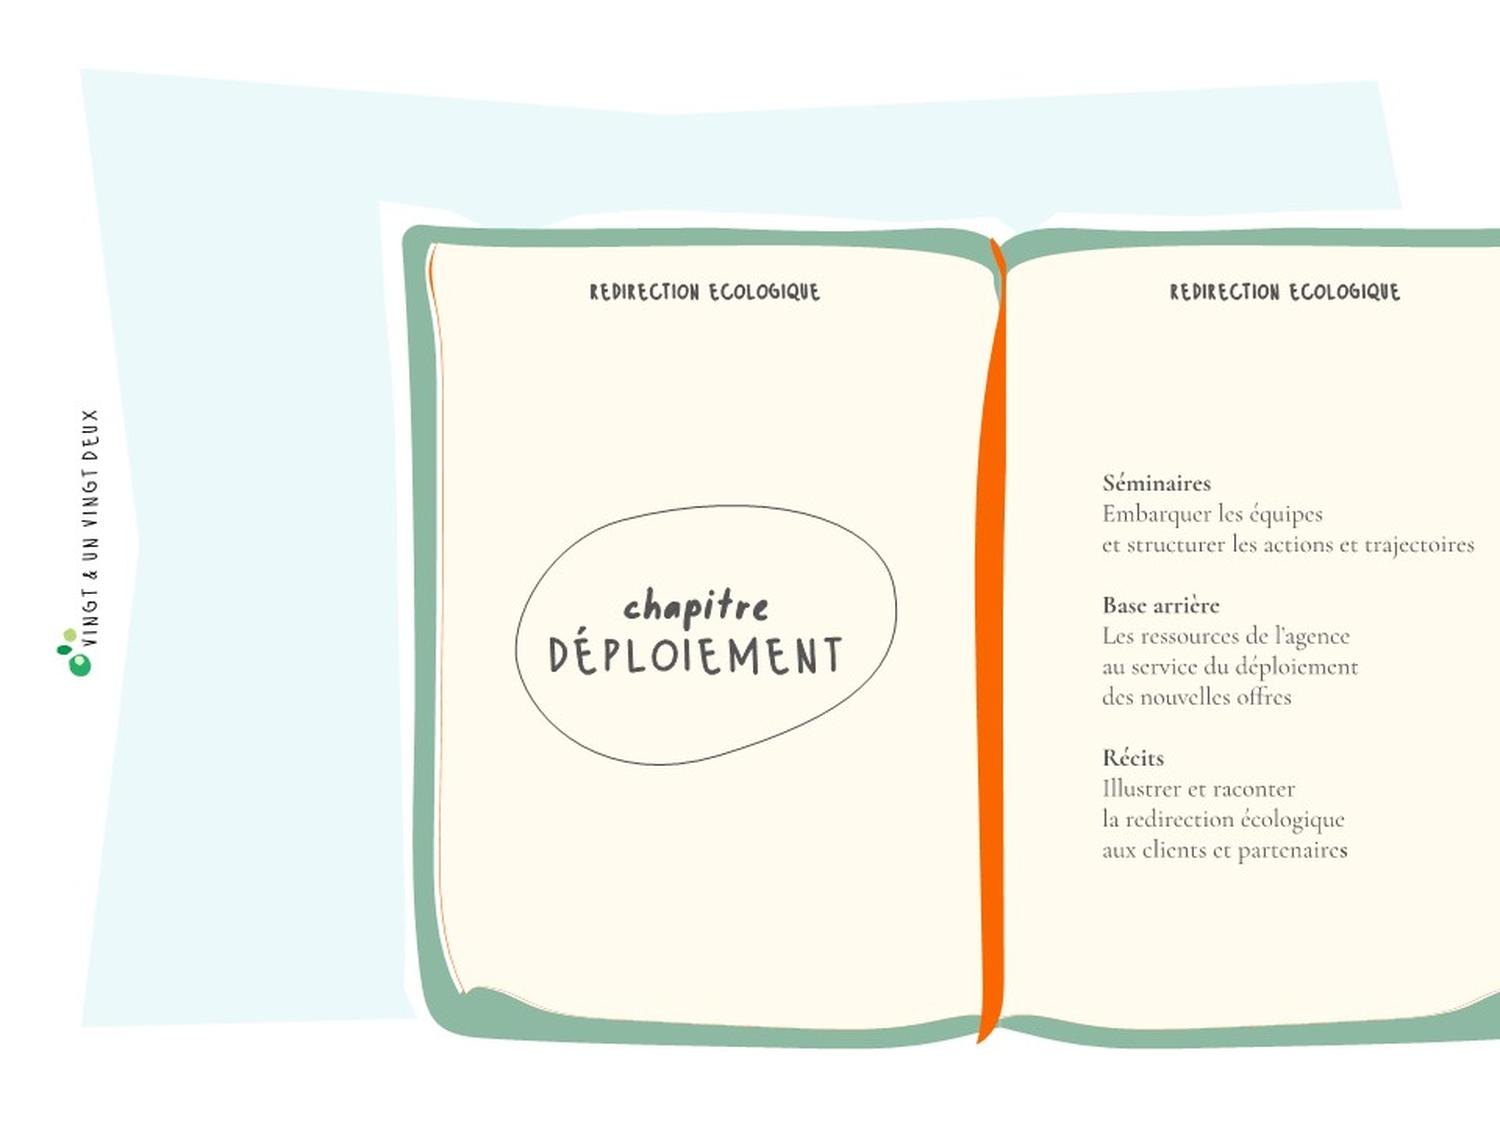 VINGT & UN VINGT DEUX
REDIRECTION ECOLOGIQUE
chapitre
DÉPLOIEMENT
REDIRECTION ECOLOGIQUE
Séminaires
Embarquer les équipes
et structurer les actions et trajectoires
Base arrière
Les ressources de l'agence
au service du déploiement
des nouvelles offres
Récits
Illustrer et raconter
la redirection écologique
aux clients et partenaires